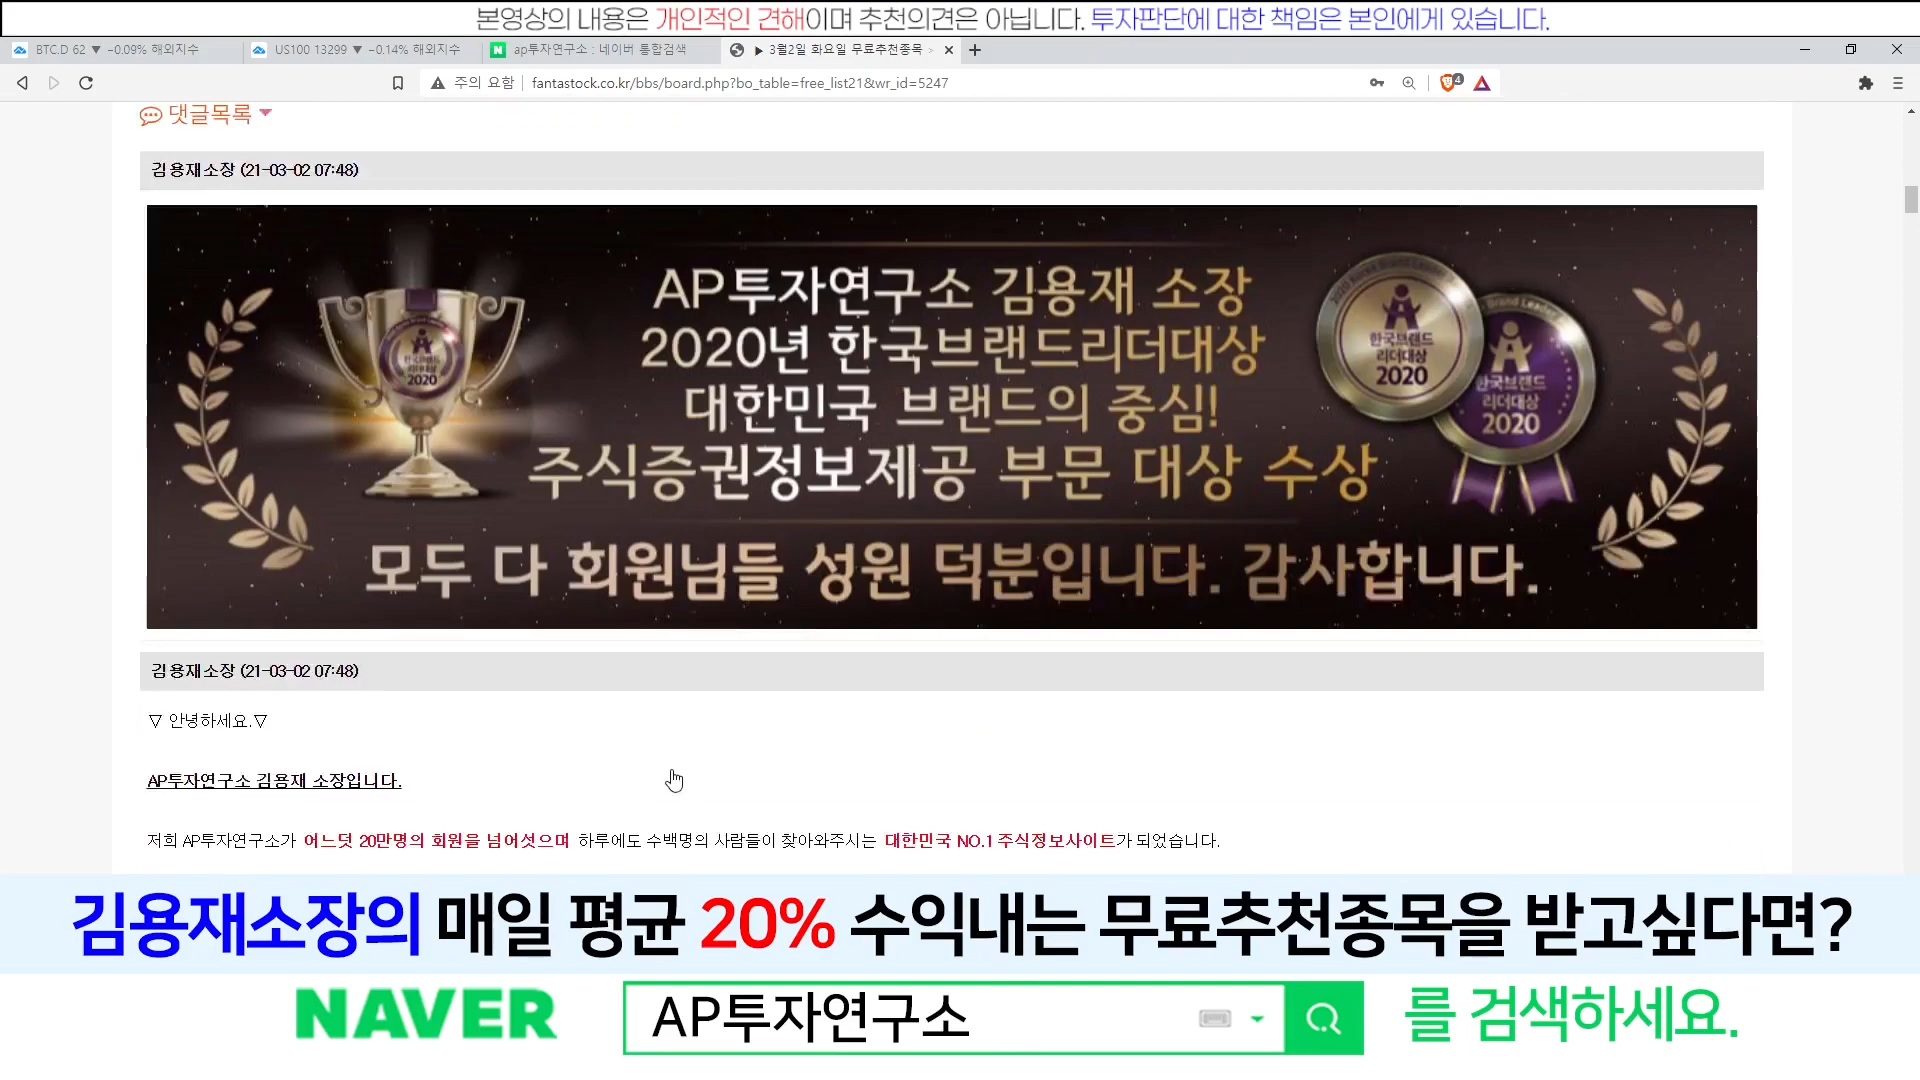 본영상의 내용은 개인적인 견해이며 추천의견은 아닙니다. 투자판단에 대한 책임은 본인에게 있습니다.
BTC.D 62 ▼ −0.09% 해외지수
US100 13299 ▼ −0.14% 해외지수
ap투자연구소 : 네이버 통합검색
▶ 3월2일 화요일 무료추천종목 >
주의 요함
fantastock.co.kr/bbs/board.php?bo_table=free_list21&wr_id=5247
4
댓글목록
김용재소장 (21-03-02 07:48)
AP투자연구소 김용재 소장
2020년 한국브랜드리더대상
대한민국 브랜드의 중심!
주식증권정보제공 부문 대상 수상
모두 다 회원님들 성원 덕분입니다. 감사합니다.
한국브랜드
리더대상
2020
한국브랜드
리더대상
2020
한국브랜드
리더대상
2020
김용재소장 (21-03-02 07:48)
▽ 안녕하세요.▽
AP투자연구소 김용재 소장입니다.
저희 AP투자연구소가 어느덧 20만명의 회원을 넘어섯으며 하루에도 수백명의 사람들이 찾아와주시는 대한민국 NO.1 주식정보사이트가 되었습니다.
김용재소장의 매일 평균 20% 수익내는 무료추천종목을 받고싶다면?
NAVER AP투자연구소 를 검색하세요.